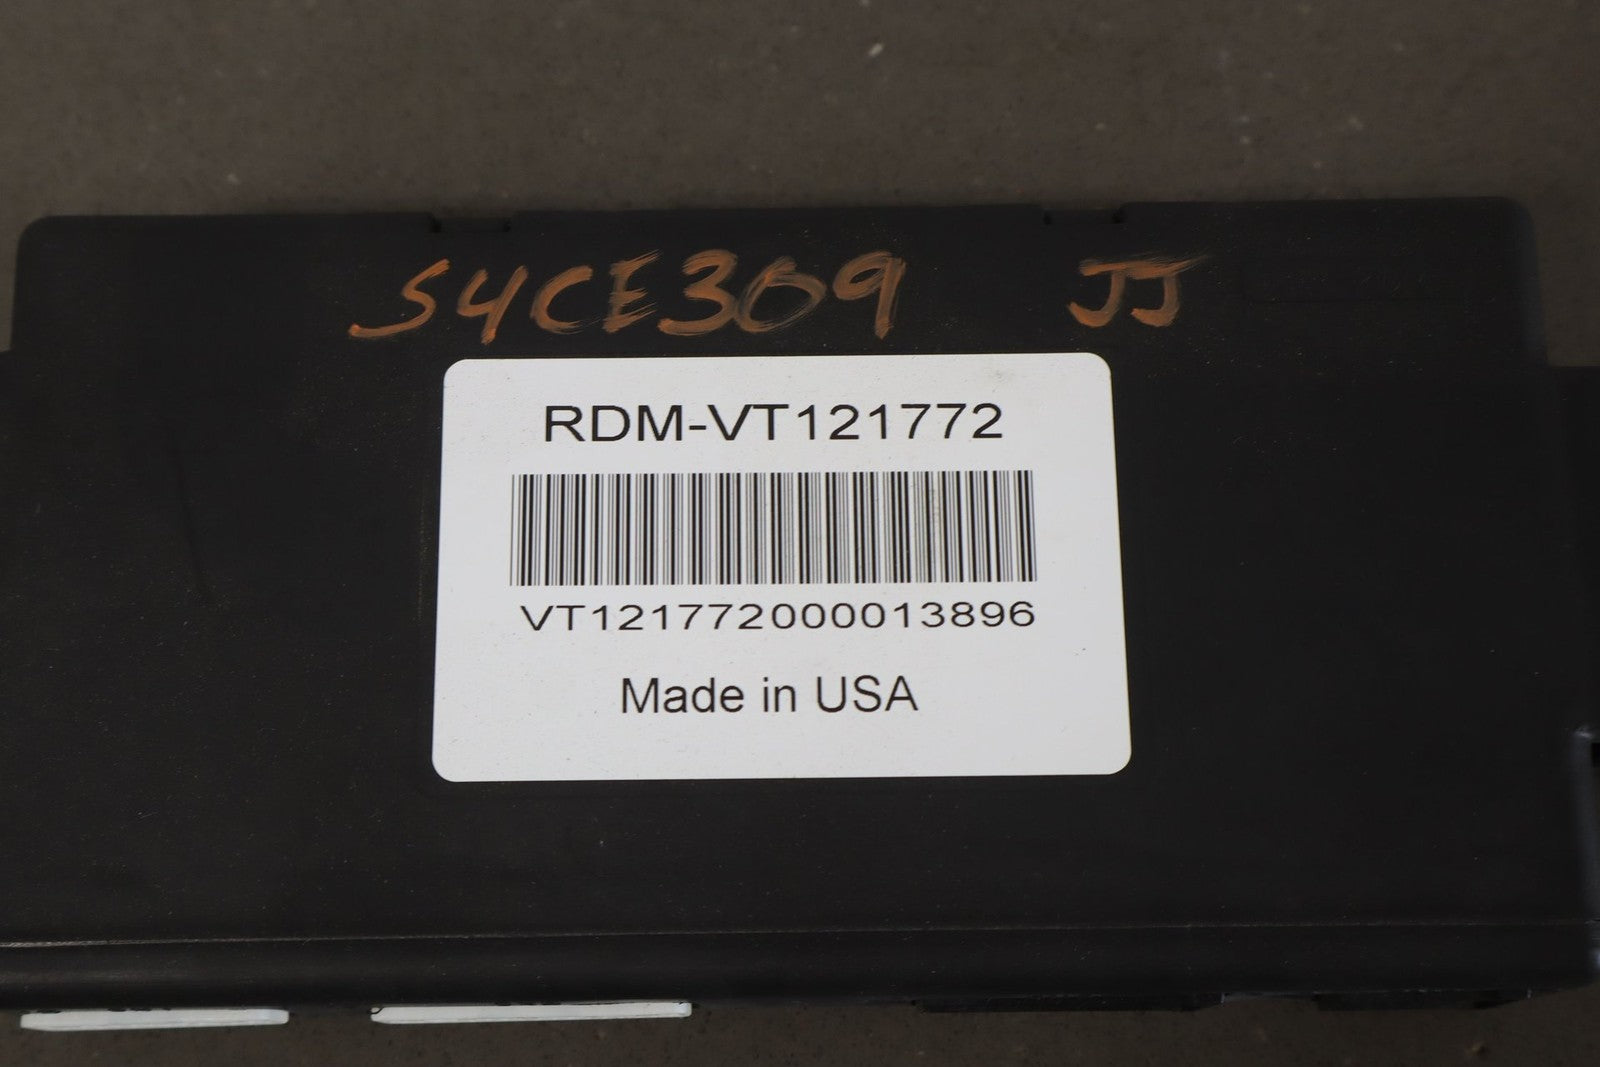 S4CE309 JJ
RDM-VT121772
VT121772000013896
Made in USA